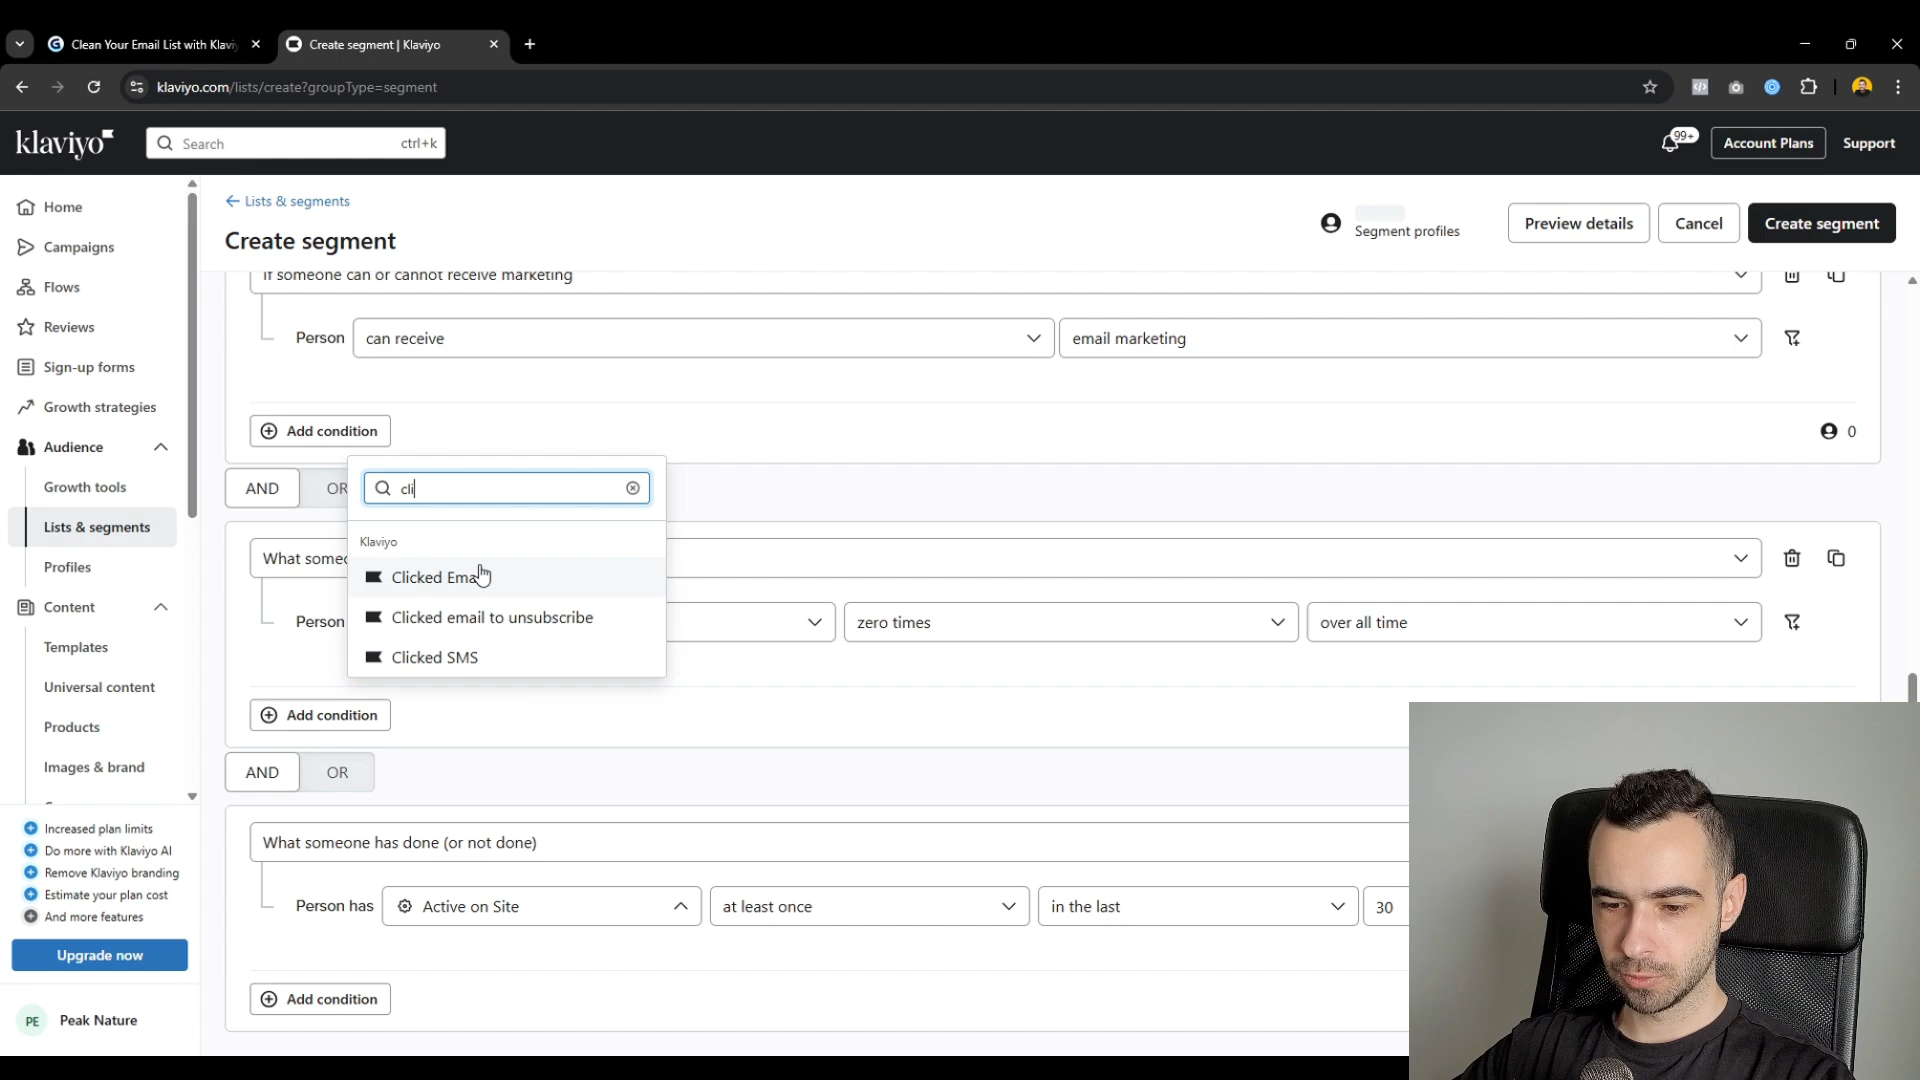 Clean Your Email List with Klavi
Create segment | Klaviyo
klaviyo.com/lists/create?groupType=segment
klaviyo
Search
ctrl+k
99+
Account Plans
Support
Home
Campaigns
Flows
Reviews
Sign-up forms
Growth strategies
Audience
Growth tools
Lists & segments
Profiles
Content
Templates
Universal content
Products
Images & brand
Increased plan limits
Do more with Klaviyo AI
Remove Klaviyo branding
Estimate your plan cost
And more features
Upgrade now
PE
Peak Nature
← Lists & segments
Create segment
Segment profiles
Preview details
Cancel
Create segment
If someone can or cannot receive marketing
Person
can receive
email marketing
Add condition
0
AND
OR
cli
Klaviyo
Clicked Ema
Clicked email to unsubscribe
Clicked SMS
What someo
Person
zero times
over all time
Add condition
AND
OR
What someone has done (or not done)
Person has
Active on Site
at least once
in the last
30
Add condition